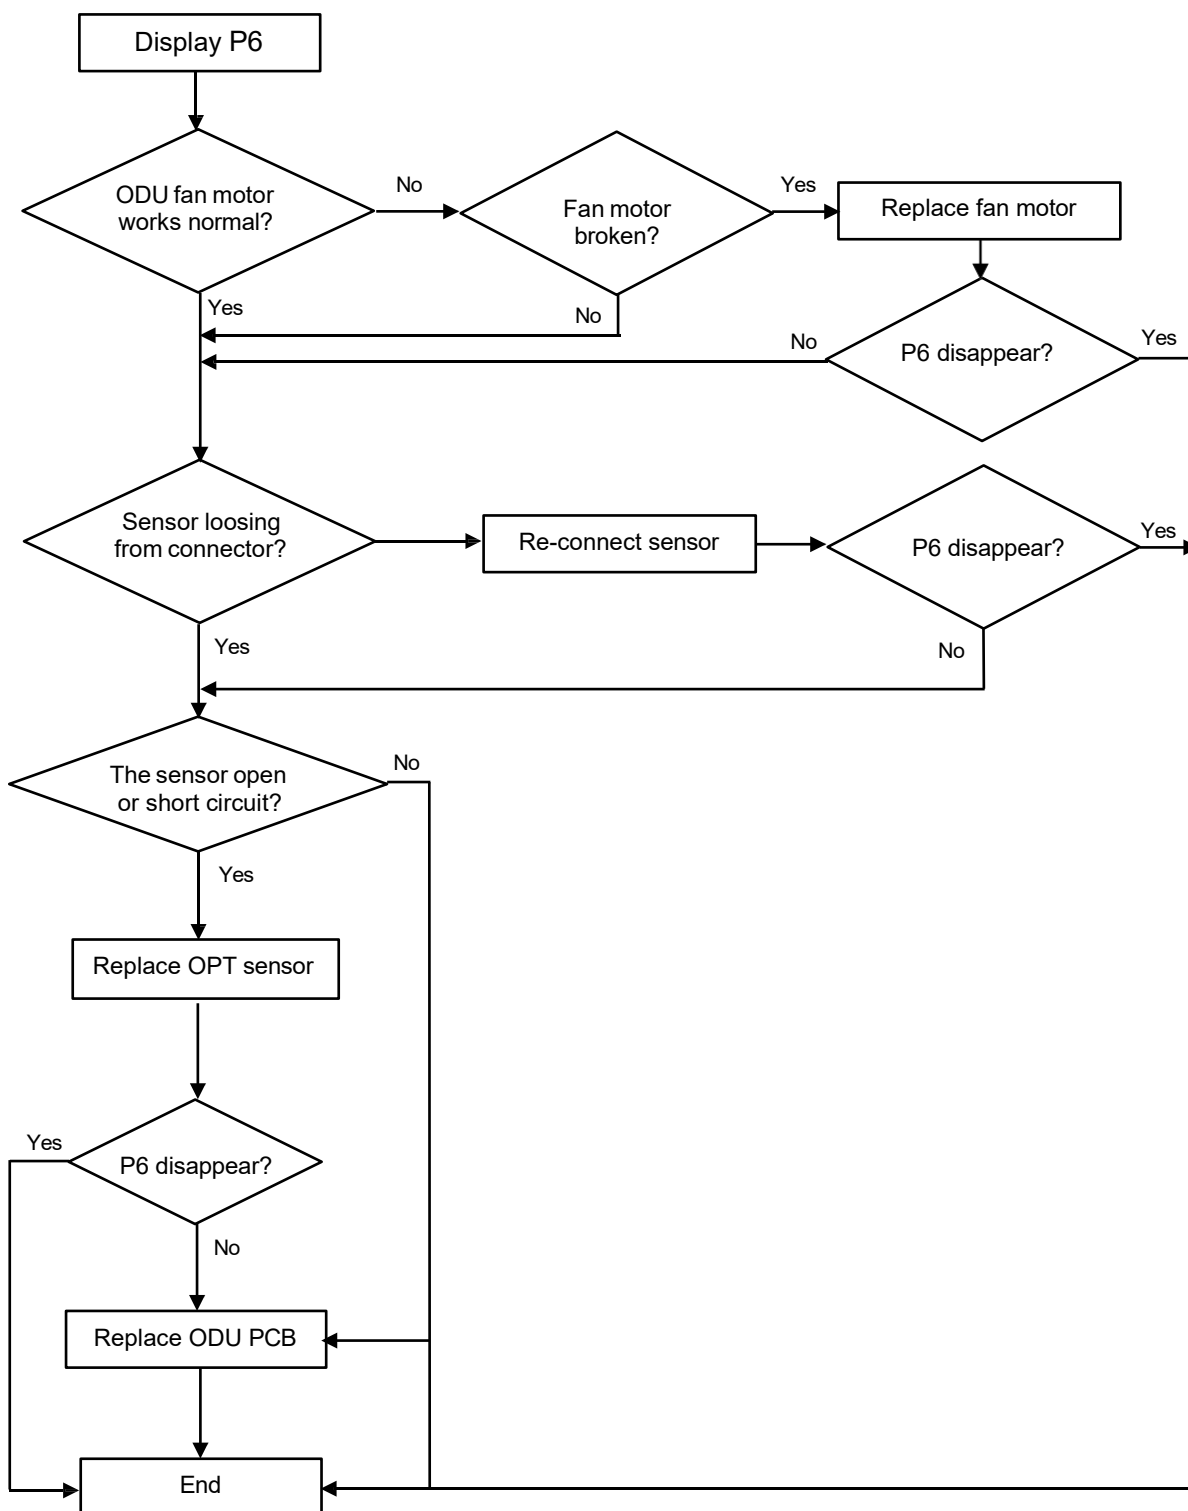 Display P6
ODU fan motor
works normal?
No
Fan motor
broken?
Yes
Replace fan motor
Yes
No
No
P6 disappear?
Yes
Sensor loosing
from connector?
Re-connect sensor
P6 disappear?
Yes
Yes
No
The sensor open
or short circuit?
No
Yes
Replace OPT sensor
Yes
P6 disappear?
No
Replace ODU PCB
End